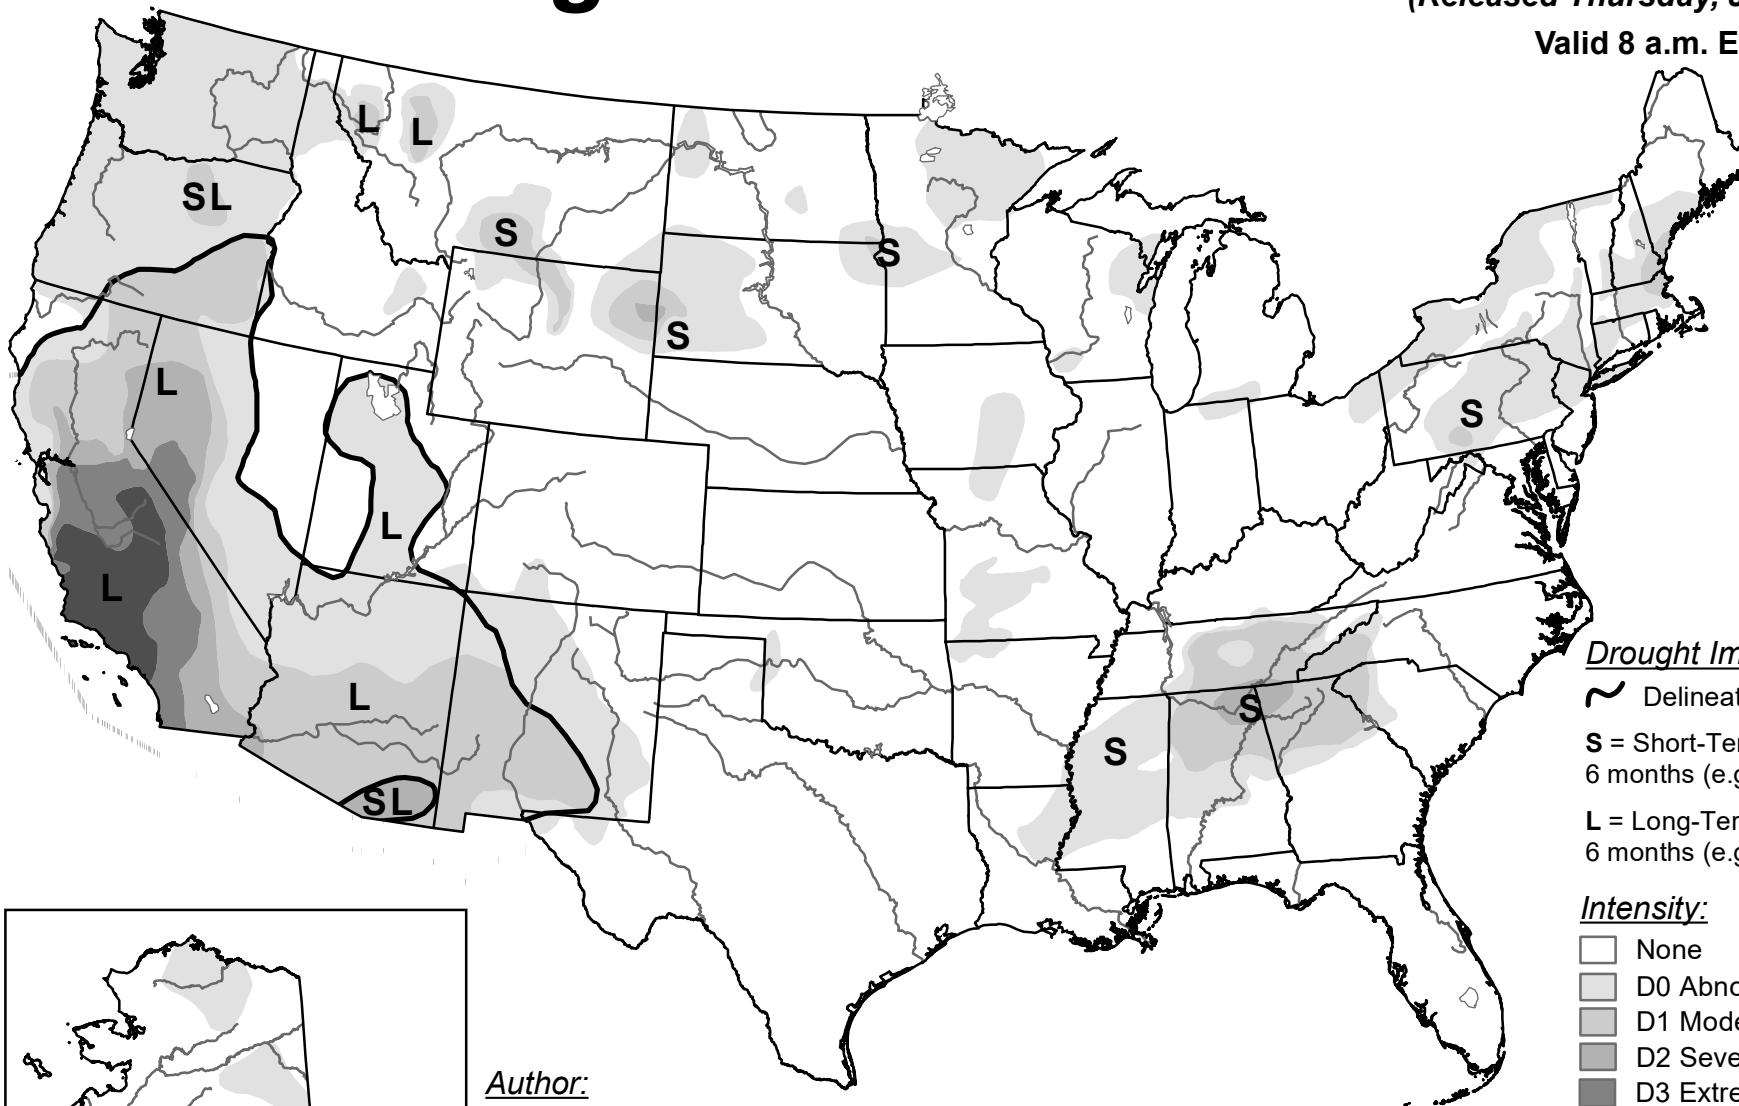 g
(Released Thursday,
Valid 8 a.m. E
L
L
SL
S
S
S
L
S
L
L
L
S
S
SL
Drought Im
Delineat
S = Short-Ter
6 months (e.g
L = Long-Ter
6 months (e.g
Intensity:
None
D0 Abno
D1 Mode
D2 Seve
D3 Extre
Author: